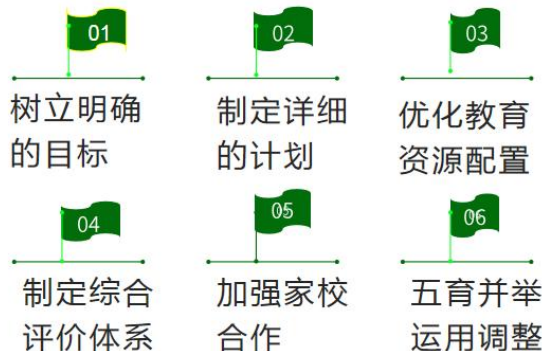 01
02
03
树立明确
的目标
制定详细
的计划
优化教育
资源配置
04
05
06
制定综合
评价体系
加强家校
合作
五育并举
运用调整